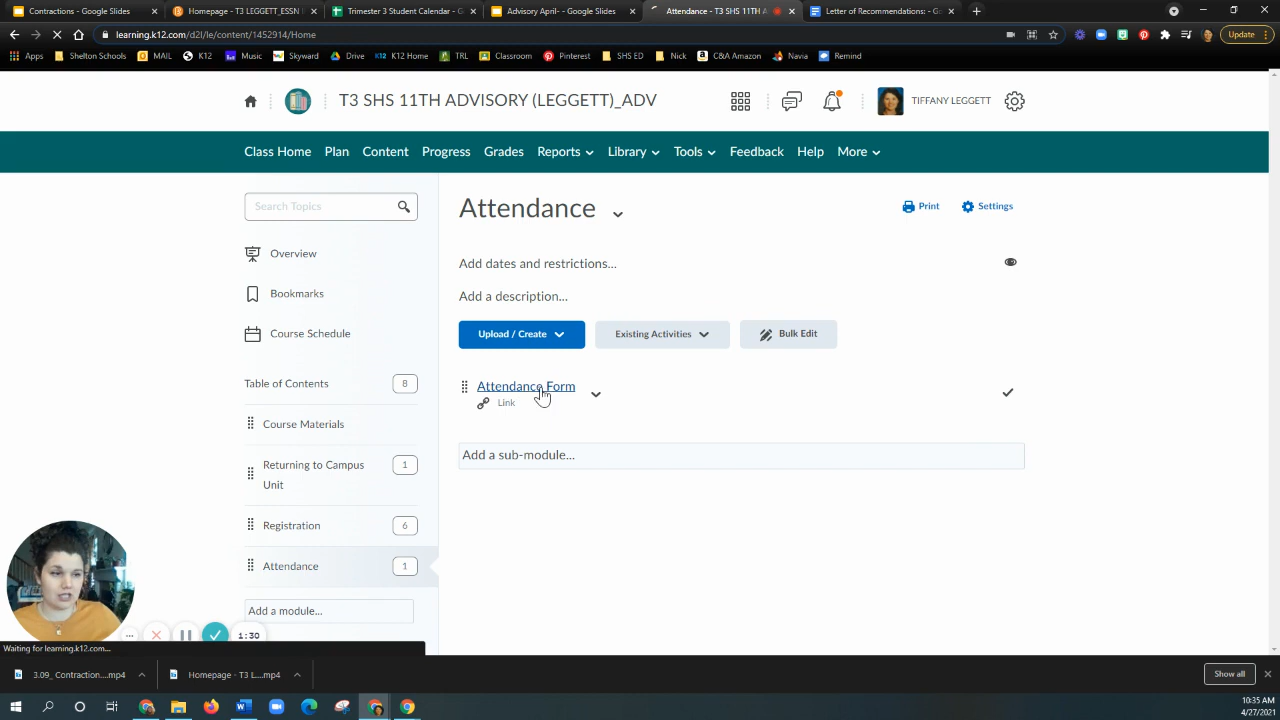 Contractions - Google Slides
Homepage - T3 LEGGETT_ESSN
Trimester 3 Student Calendar - G
Advisory April- - Google Slides
Attendance - T3 SHS 11TH A
Letter of Recommendations: - Go
learning.k12.com/d2l/le/content/1452914/Home
Update
Apps
Shelton Schools
MAIL
K12
Music
Skyward
Drive
K12 Home
TRL
Classroom
Pinterest
SHS ED
Nick
C&A Amazon
Navia
Remind
T3 SHS 11TH ADVISORY (LEGGETT)_ADV
TIFFANY LEGGETT
Class Home
Plan
Content
Progress
Grades
Reports
Library
Tools
Feedback
Help
More
Search Topics
Attendance
Print
Settings
Overview
Add dates and restrictions...
Bookmarks
Add a description...
Course Schedule
Upload / Create
Existing Activities
Bulk Edit
Table of Contents
8
Attendance Form
Link
Course Materials
Add a sub-module...
Returning to Campus
Unit
1
Registration
6
Attendance
1
Add a module...
1:30
Waiting for learning.k12.com...
3.09_ Contraction....mp4
Homepage - T3 L....mp4
Show all
10:35 AM
4/27/2021